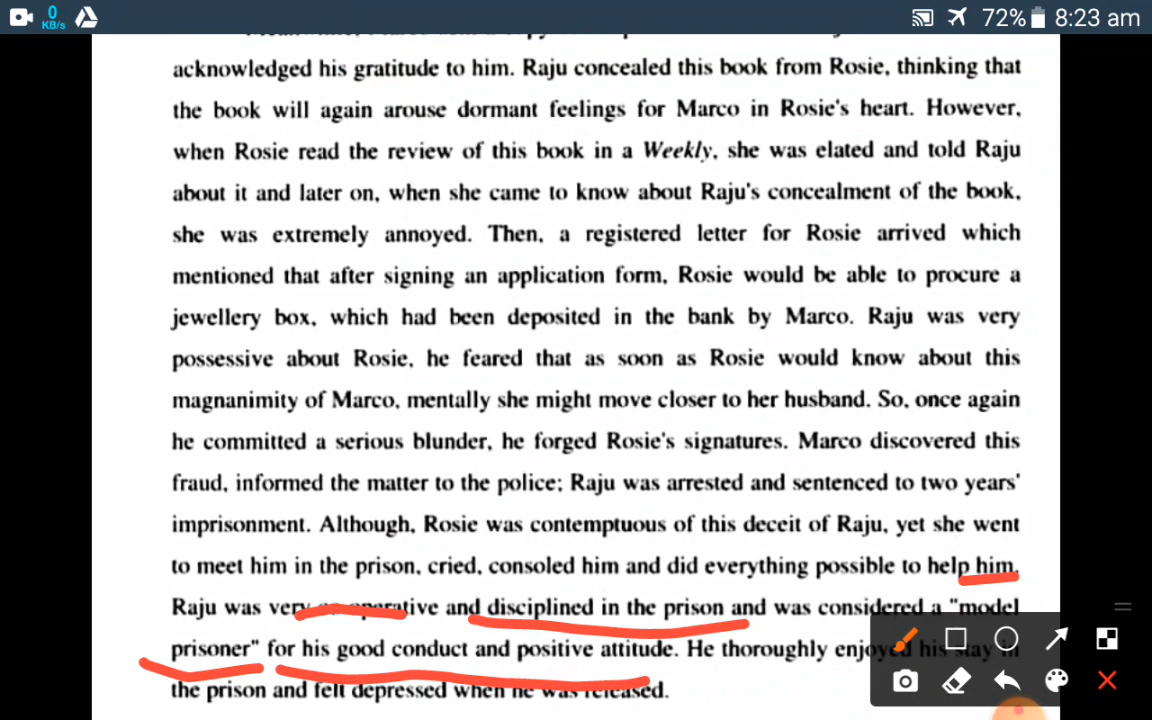 0 KB/s 72% 8:23 am
acknowledged his gratitude to him. Raju concealed this book from Rosie, thinking that
the book will again arouse dormant feelings for Marco in Rosie's heart. However,
when Rosie read the review of this book in a Weekly, she was elated and told Raju
about it and later on, when she came to know about Raju's concealment of the book,
she was extremely annoyed. Then, a registered letter for Rosie arrived which
mentioned that after signing an application form, Rosie would be able to procure a
jewellery box, which had been deposited in the bank by Marco. Raju was very
possessive about Rosie, he feared that as soon as Rosie would know about this
magnanimity of Marco, mentally she might move closer to her husband. So, once again
he committed a serious blunder, he forged Rosie's signatures. Marco discovered this
fraud, informed the matter to the police; Raju was arrested and sentenced to two years'
imprisonment. Although, Rosie was contemptuous of this deceit of Raju, yet she went
to meet him in the prison, cried, consoled him and did everything possible to help him.
Raju was very co-operative and disciplined in the prison and was considered a "model
prisoner" for his good conduct and positive attitude. He thoroughly enjoyed his stay in
the prison and felt depressed when he was released.